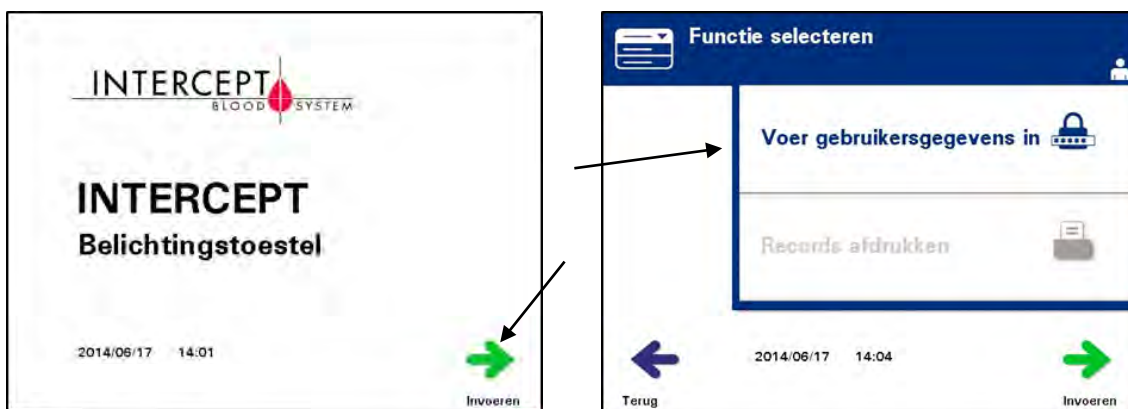 INTERCEPT
BLOOD SYSTEM
INTERCEPT
Belichtingstoestel
2014/06/17 14:01
Invoeren
Functie selecteren
Voer gebruikersgegevens in
Records afdrukken
2014/06/17 14:04
Terug
Invoeren